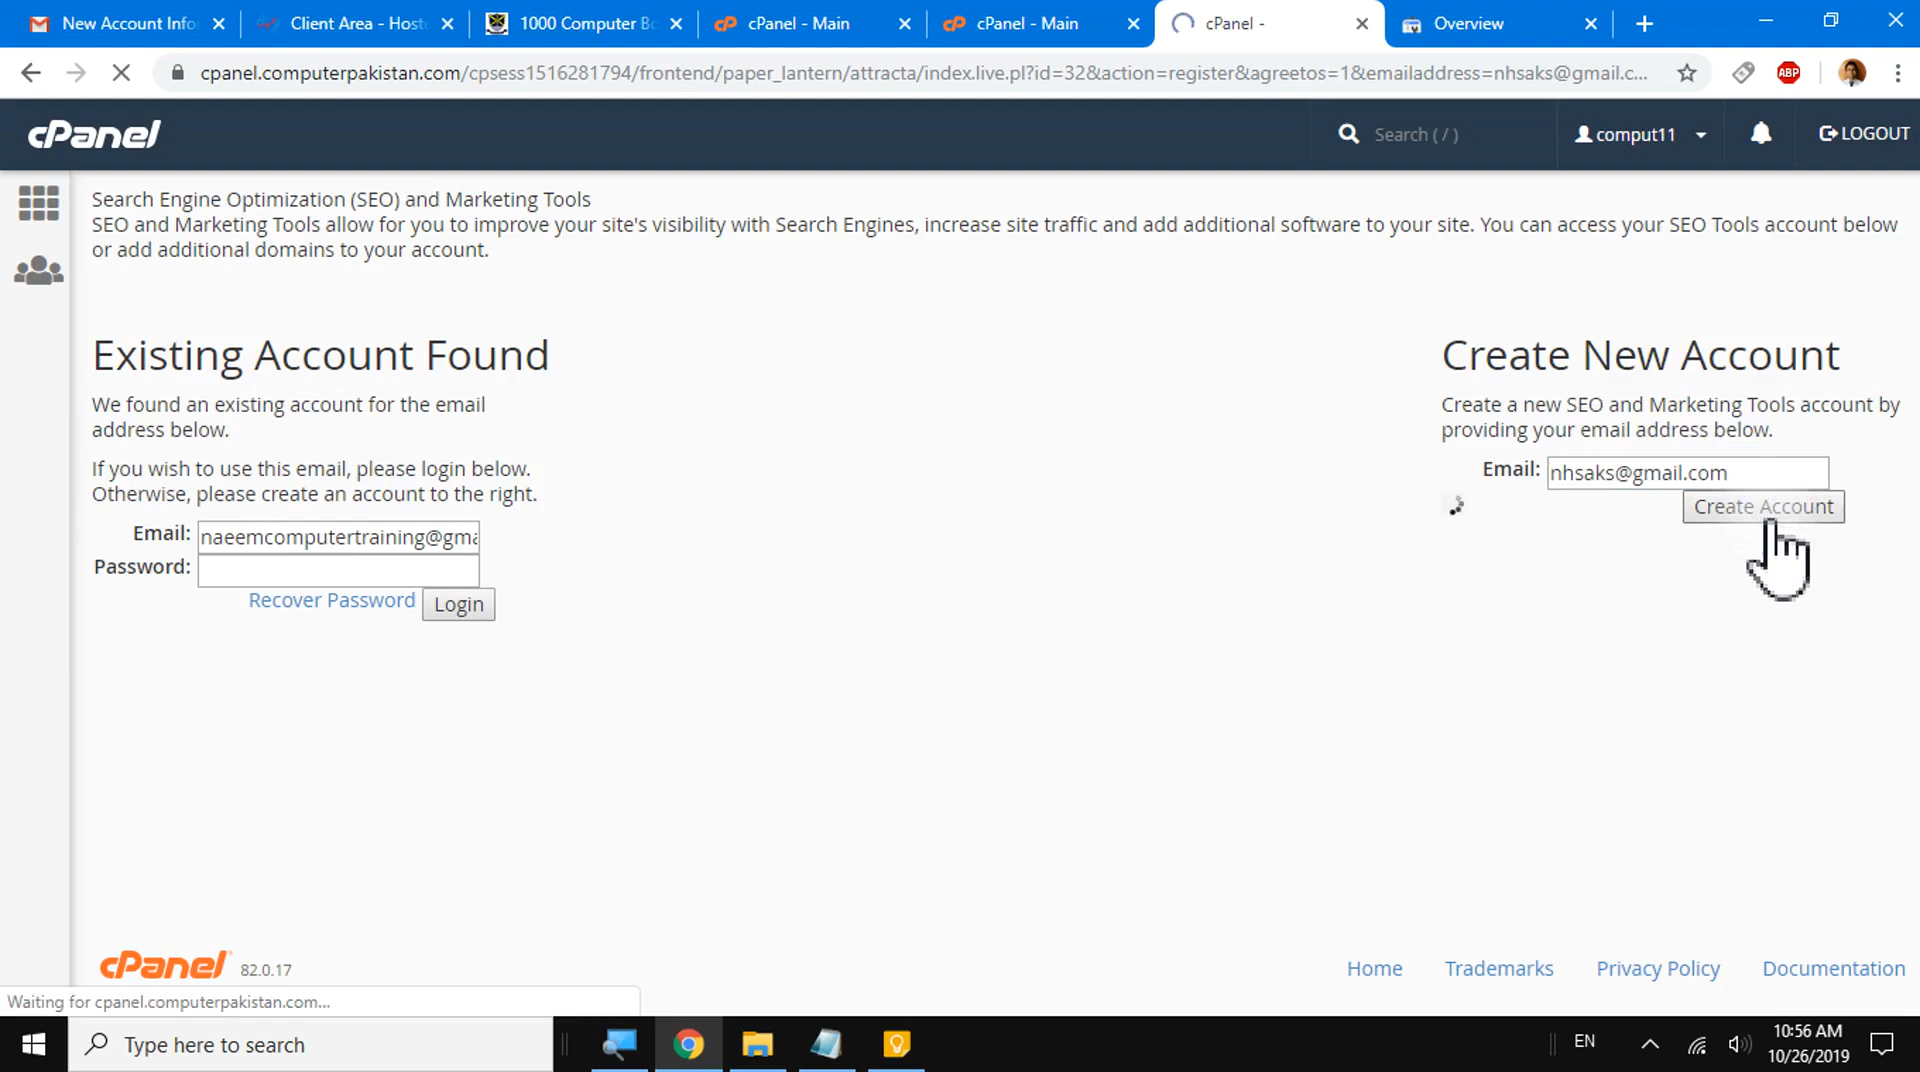 New Account Info
Client Area - Host
1000 Computer Bo
cPanel - Main
cPanel - Main
cPanel -
Overview
cpanel.computerpakistan.com/cpsess1516281794/frontend/paper_lantern/attracta/index.live.pl?id=32&action=register&agreetos=1&emailaddress=nhsaks@gmail.c...
ABP
cPanel
Search ( / )
comput11
LOGOUT
Search Engine Optimization (SEO) and Marketing Tools
SEO and Marketing Tools allow for you to improve your site's visibility with Search Engines, increase site traffic and add additional software to your site. You can access your SEO Tools account below
or add additional domains to your account.
Existing Account Found
We found an existing account for the email
address below.
If you wish to use this email, please login below.
Otherwise, please create an account to the right.
Email: naeemcomputertraining@gma
Password:
Recover Password Login
Create New Account
Create a new SEO and Marketing Tools account by
providing your email address below.
Email: nhsaks@gmail.com
Create Account
cPanel 82.0.17
Home Trademarks Privacy Policy Documentation
Waiting for cpanel.computerpakistan.com...
Type here to search
EN
10:56 AM
10/26/2019